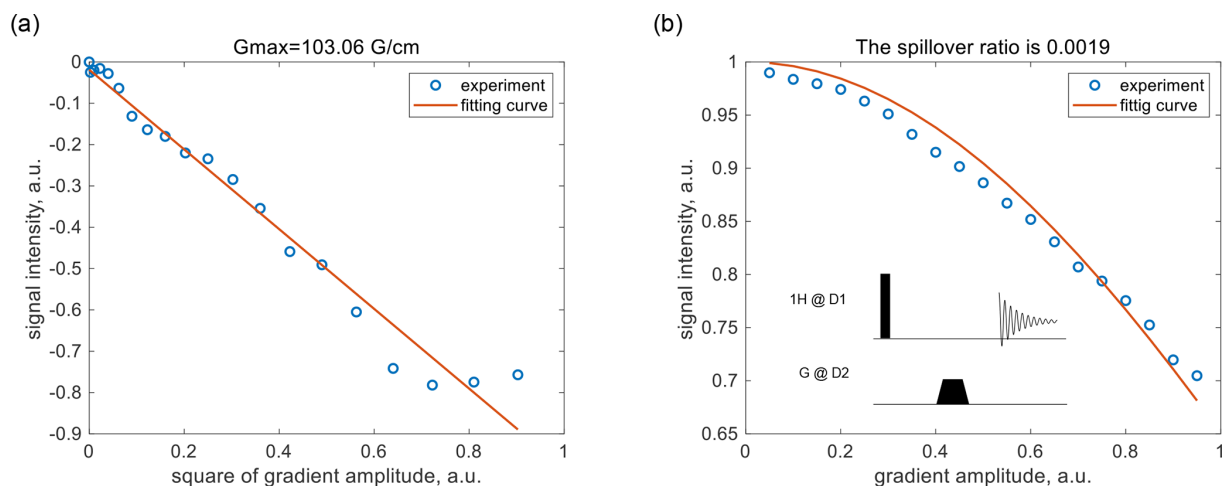 (a)
Gmax=103.06 G/cm
0
-0.1
-0.2
-0.3
-0.4
-0.5
-0.6
-0.7
-0.8
-0.9
signal intensity, a.u.
experiment
fitting curve
0
0.2
0.4
0.6
0.8
1
square of gradient amplitude, a.u.
(b)
The spillover ratio is 0.0019
1
0.95
0.9
0.85
0.8
0.75
0.7
0.65
signal intensity, a.u.
experiment
fittig curve
1H @ D1
G @ D2
0
0.2
0.4
0.6
0.8
1
gradient amplitude, a.u.